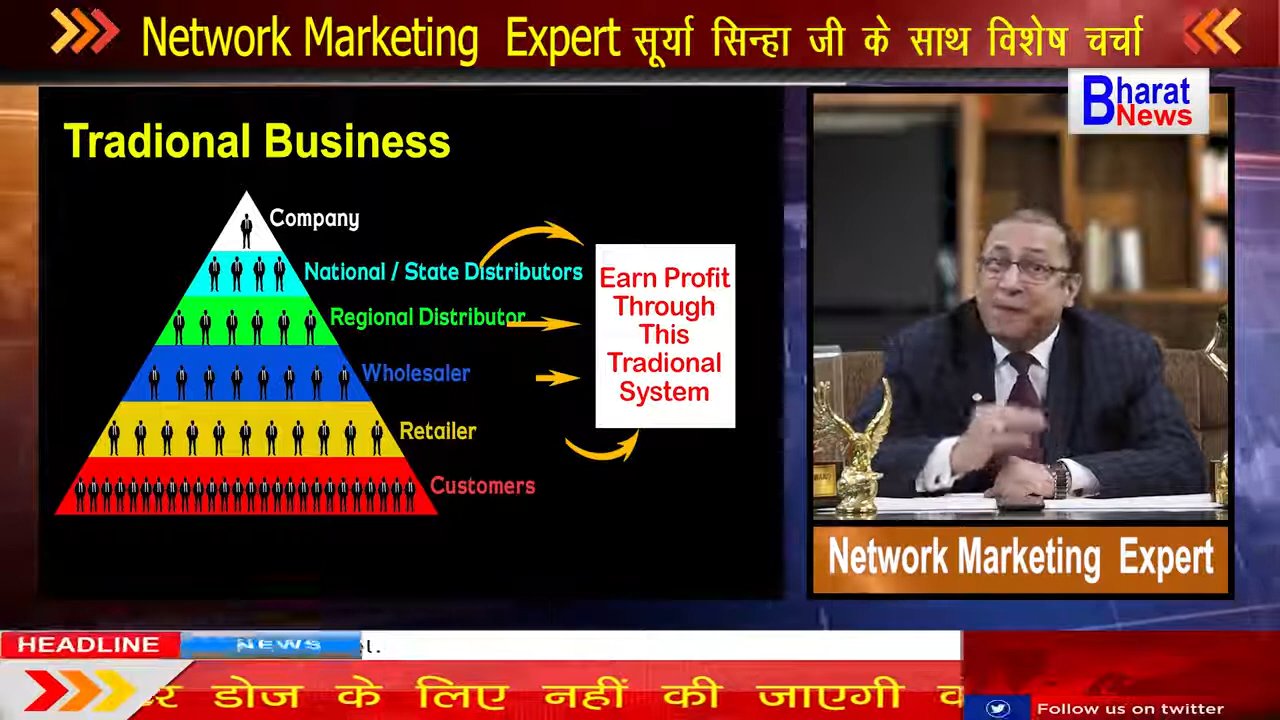 Network Marketing Expert सूर्या सिन्हा जी के साथ विशेष चर्चा
Bharat
News
Tradional Business
Company
National / State Distributors
Regional Distributor
Wholesaler
Retailer
Customers
Earn Profit
Through
This
Tradional
System
Network Marketing Expert
HEADLINE
NEWS
डोज के लिए नहीं की जाएगी
Follow us on twitter